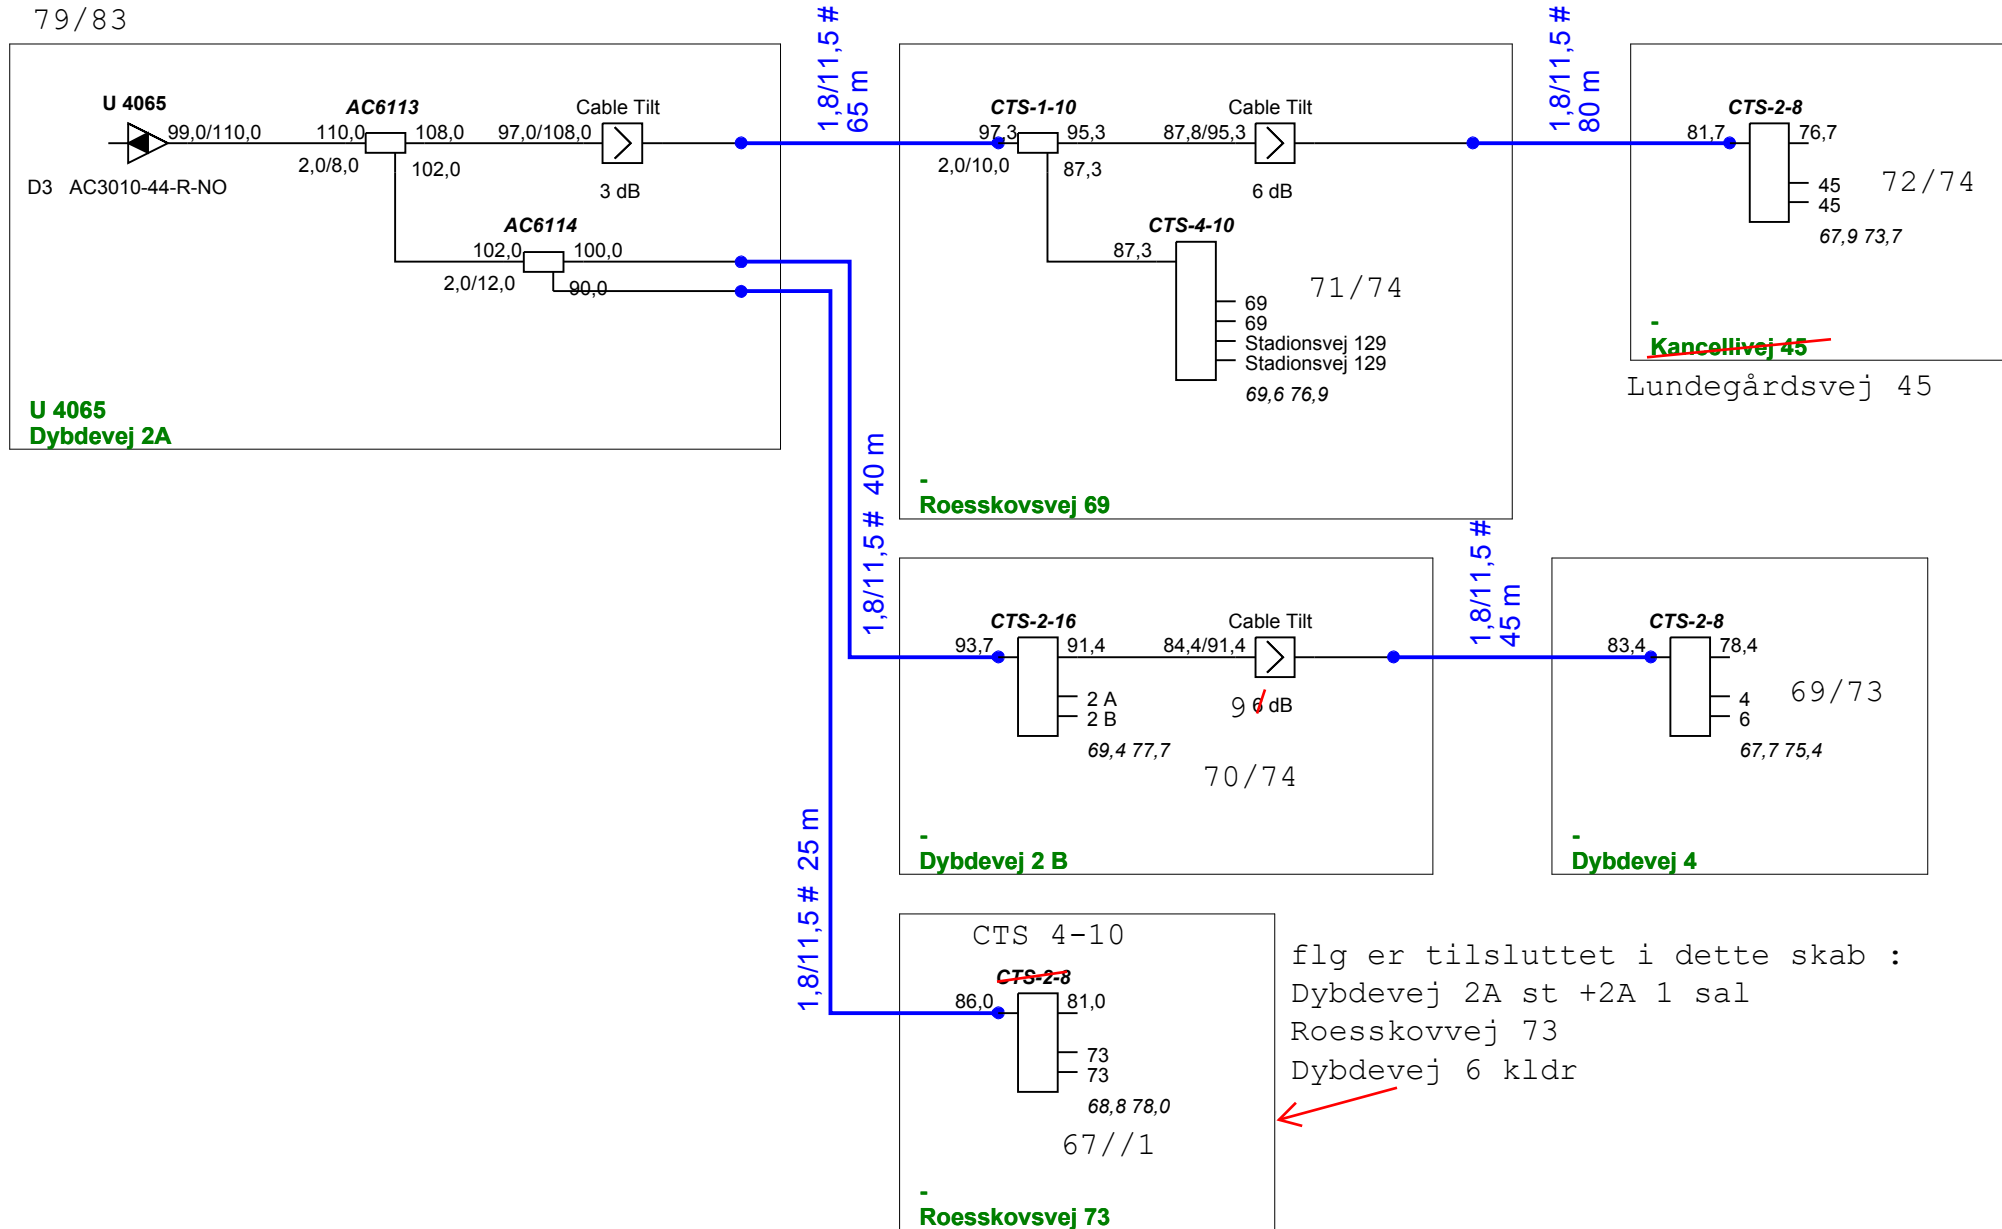 79/83
U 4065
99,0/110,0
D3 AC3010-44-R-NO
AC6113
110,0
108,0
2,0/8,0
102,0
97,0/108,0
Cable Tilt
3 dB
AC6114
102,0
100,0
2,0/12,0
90,0
U 4065
Dybdevej 2A
1,8/11,5 #
65 m
CTS-1-10
97,3
95,3
2,0/10,0
87,3
87,8/95,3
Cable Tilt
6 dB
CTS-4-10
87,3
71/74
69
69
Stadionsvej 129
Stadionsvej 129
69,6 76,9
-
Roesskovsvej 69
1,8/11,5 #
80 m
CTS-2-8
81,7
76,7
72/74
45
45
67,9 73,7
-
Kancellivej 45
Lundegårdsvej 45
1,8/11,5 # 40 m
CTS-2-16
93,7
91,4
84,4/91,4
Cable Tilt
9 6 dB
2 A
2 B
69,4 77,7
70/74
-
Dybdevej 2 B
1,8/11,5 #
45 m
CTS-2-8
83,4
78,4
69/73
4
6
67,7 75,4
-
Dybdevej 4
1,8/11,5 # 25 m
CTS 4-10
CTS-2-8
86,0
81,0
73
73
68,8 78,0
67//1
-
Roesskovsvej 73
flg er tilsluttet i dette skab :
Dybdevej 2A st +2A 1 sal
Roesskovvej 73
Dybdevej 6 kldr